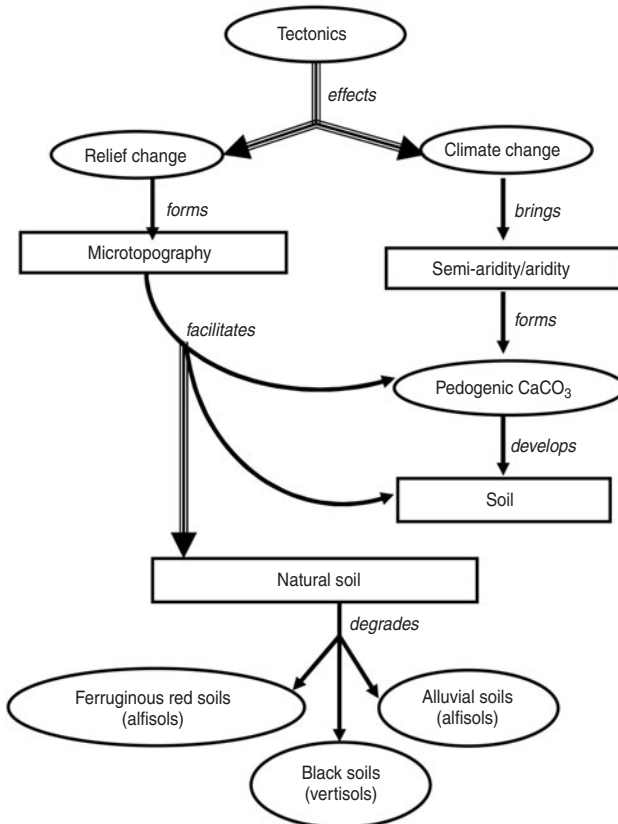 Tectonics
effects
Relief change
Climate change
forms
brings
Microtopography
Semi-aridity/aridity
facilitates
forms
Pedogenic CaCO₃
develops
Soil
Natural soil
degrades
Ferruginous red soils
(alfisols)
Alluvial soils
(alfisols)
Black soils
(vertisols)